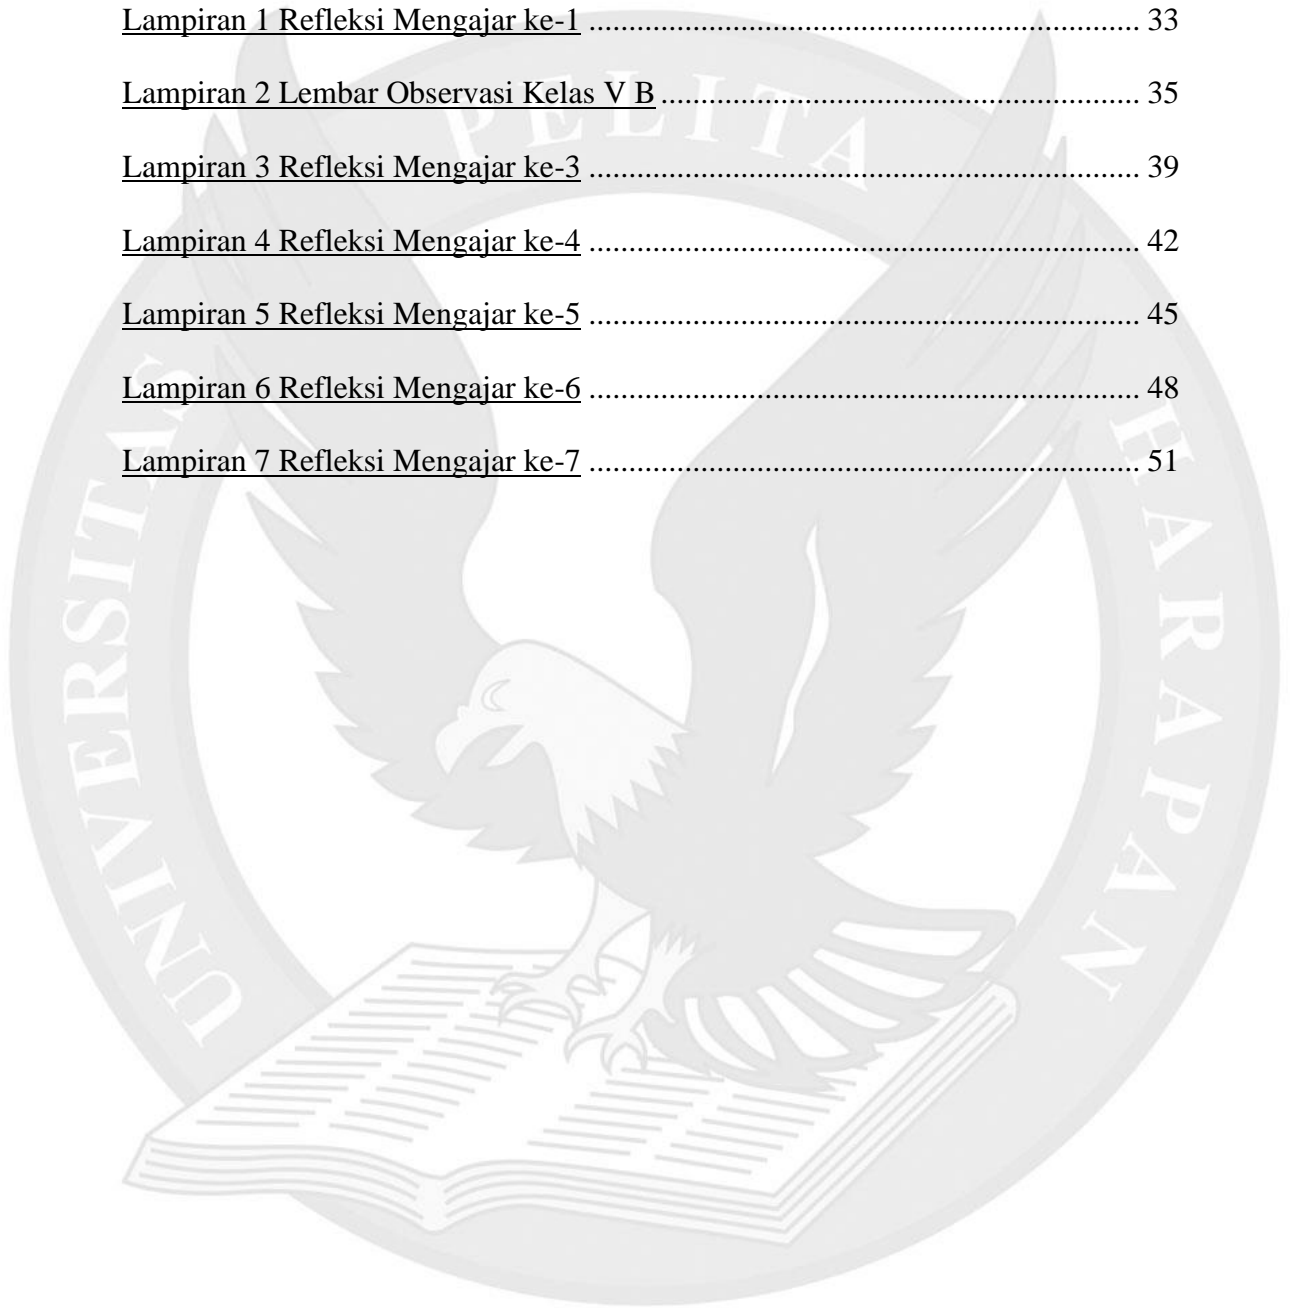 Lampiran 1 Refleksi Mengajar ke-1 ..................................................................... 33
Lampiran 2 Lembar Observasi Kelas V B ............................................................ 35
Lampiran 3 Refleksi Mengajar ke-3 ..................................................................... 39
Lampiran 4 Refleksi Mengajar ke-4 ..................................................................... 42
Lampiran 5 Refleksi Mengajar ke-5 ..................................................................... 45
Lampiran 6 Refleksi Mengajar ke-6 ..................................................................... 48
Lampiran 7 Refleksi Mengajar ke-7 ..................................................................... 51
UNIVERSITAS PELITA HARAPAN